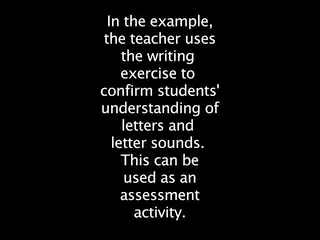 In the example,
the teacher uses
the writing
exercise to
confirm students'
understanding of
letters and
letter sounds.
This can be
used as an
assessment
activity.